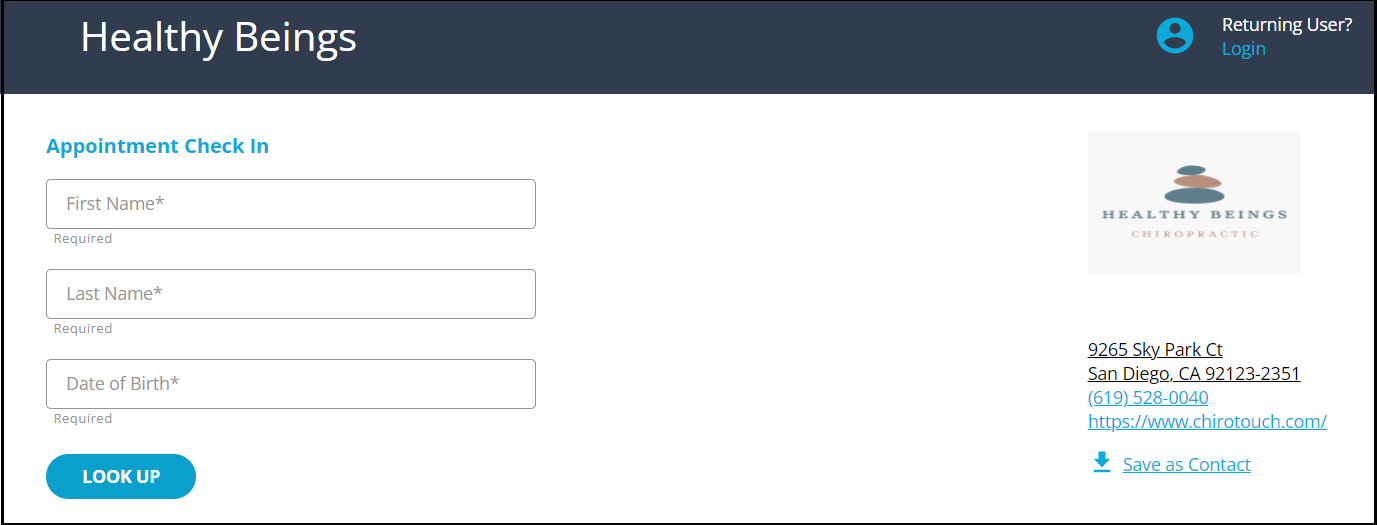 Healthy Beings
Returning User?
Login
Appointment Check In
First Name*
Required
Last Name*
Required
Date of Birth*
Required
LOOK UP
HEALTHY BEINGS
CHIROPRACTIC
9265 Sky Park Ct
San Diego, CA 92123-2351
(619) 528-0040
https://www.chirotouch.com/
Save as Contact